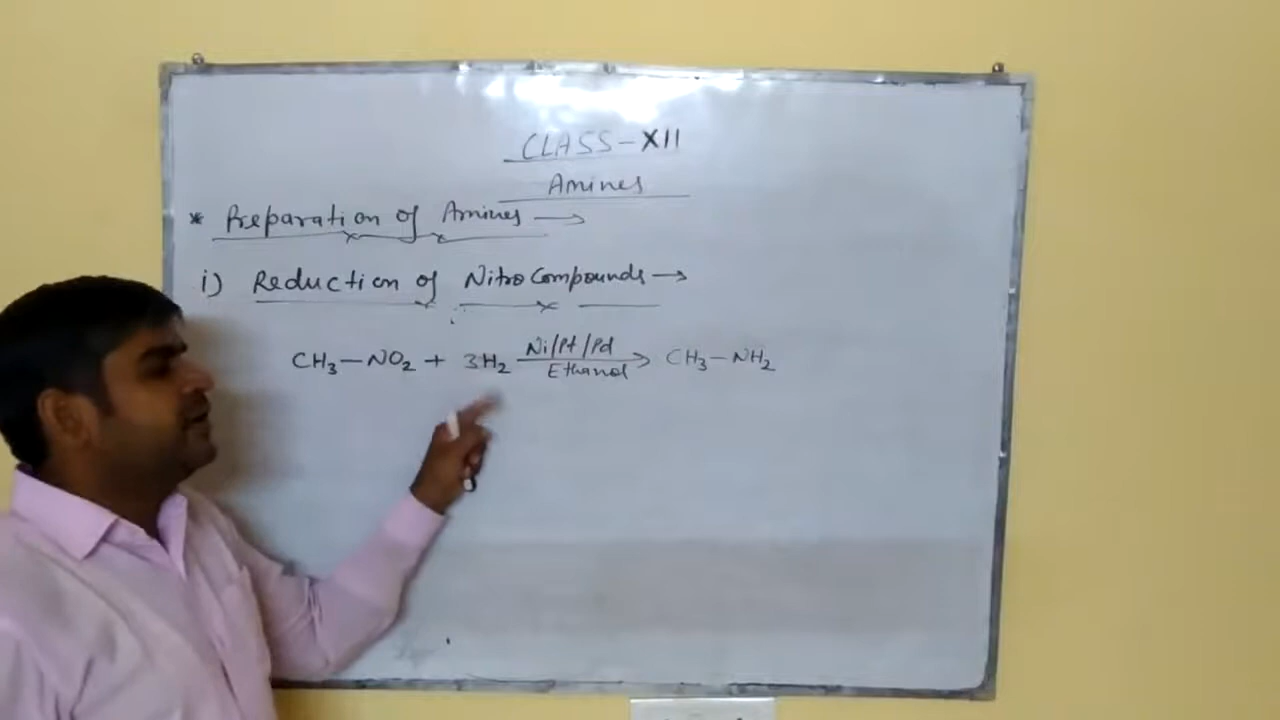 CLASS-XII
Amines
* Preparation of Amines →
i) Reduction of Nitro Compounds →
CH₃-NO₂ + 3H₂ Ni/Pt/Pd → CH₃-NH₂
Ethanol